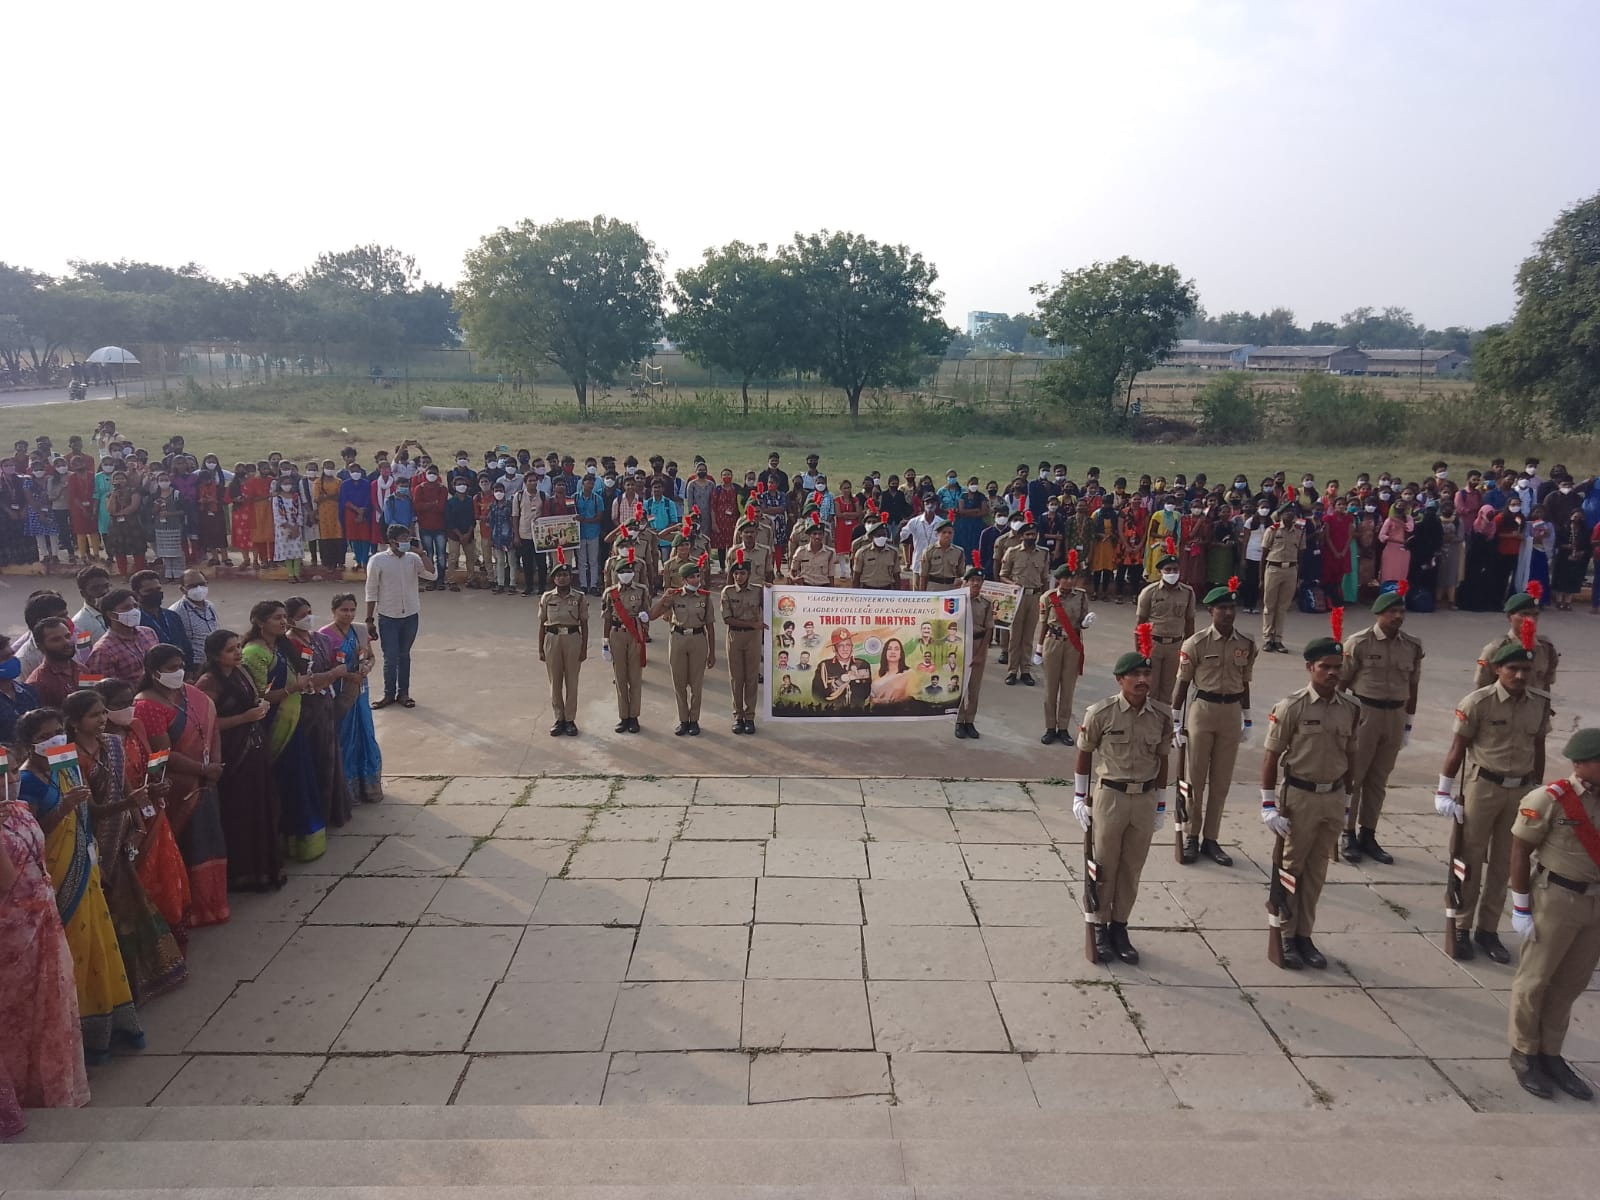 VAAGDEVI ENGINEERING COLLEGE
&
VAAGDEVI COLLEGE OF ENGINEERING
TRIBUTE TO MARTYRS